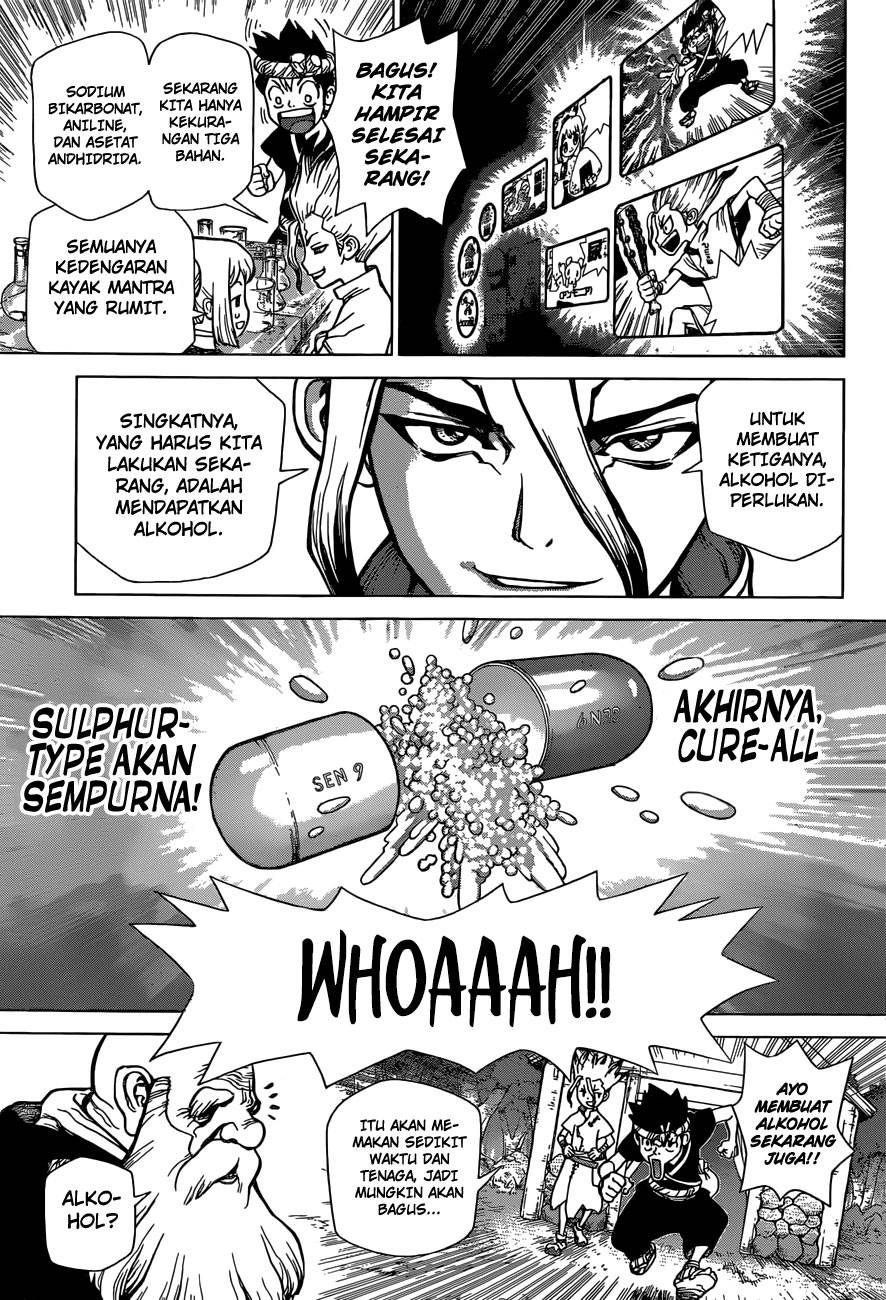 BAGUS!
KITA
HAMPIR
SELESAI
SEKA-
RANG!
SEKARANG
KITA HANYA
KEKURA-
NGAN TIGA
BAHAN.
SODIUM
BIKARBONAT,
ANILINE,
DAN ASETAT
ANDHIDRIDA.
SEMUANYA
KEDENGARAN
KAYAK MANTRA
YANG RUMIT.
UNTUK
MEMBUAT
KETIGANYA,
ALKOHOL DI-
PERLUKAN.
SINGKATNYA,
YANG HARUS KITA
LAKUKAN SEKA-
RANG, ADALAH
MENDAPATKAN
ALKOHOL.
AKHIRNYA,
CURE-ALL
SULPHUR-
TYPE AKAN
SEMPURNA!
SEN 9
SEN 9
WHOAAAH!!
AYO
MEMBUAT
ALKOHOL
SEKARANG
JUGA!!
ITU AKAN ME-
MAKAN SEDIKIT
WAKTU DAN
TENAGA, JADI
MUNGKIN AKAN
BAGUS...
ALKO-
HOL?